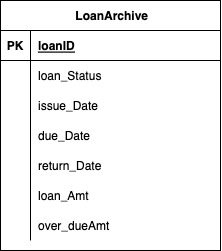 LoanArchive
PK loanID
loan_Status
issue_Date
due_Date
return_Date
loan_Amt
over_dueAmt